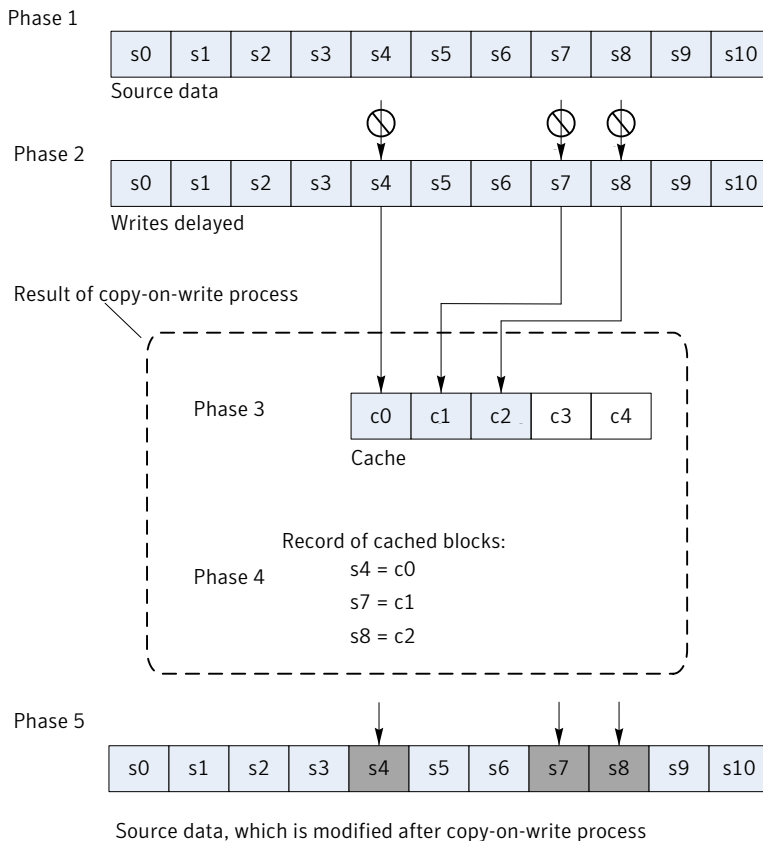 Phase 1
s0 s1 s2 s3 s4 s5 s6 s7 s8 s9 s10
Source data
Phase 2
s0 s1 s2 s3 s4 s5 s6 s7 s8 s9 s10
Writes delayed
Result of copy-on-write process
Phase 3
c0 c1 c2 c3 c4
Cache
Record of cached blocks:
Phase 4
s4 = c0
s7 = c1
s8 = c2
Phase 5
s0 s1 s2 s3 s4 s5 s6 s7 s8 s9 s10
Source data, which is modified after copy-on-write process